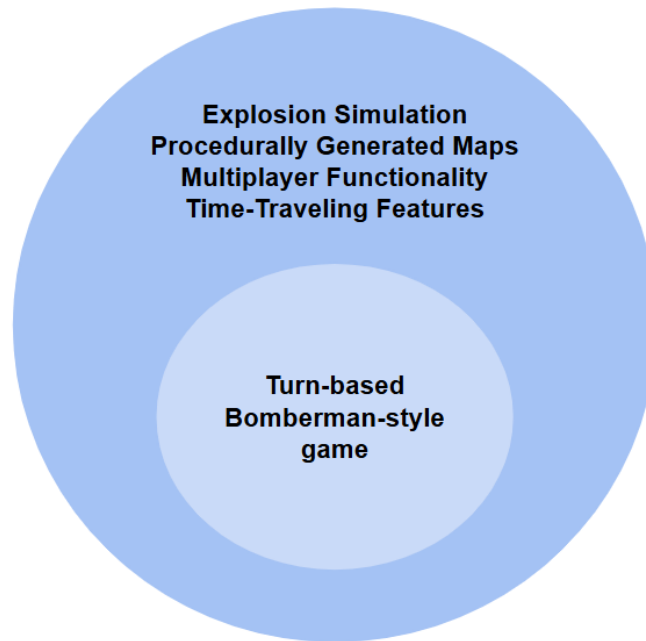 Explosion Simulation
Procedurally Generated Maps
Multiplayer Functionality
Time-Traveling Features
Turn-based
Bomberman-style
game